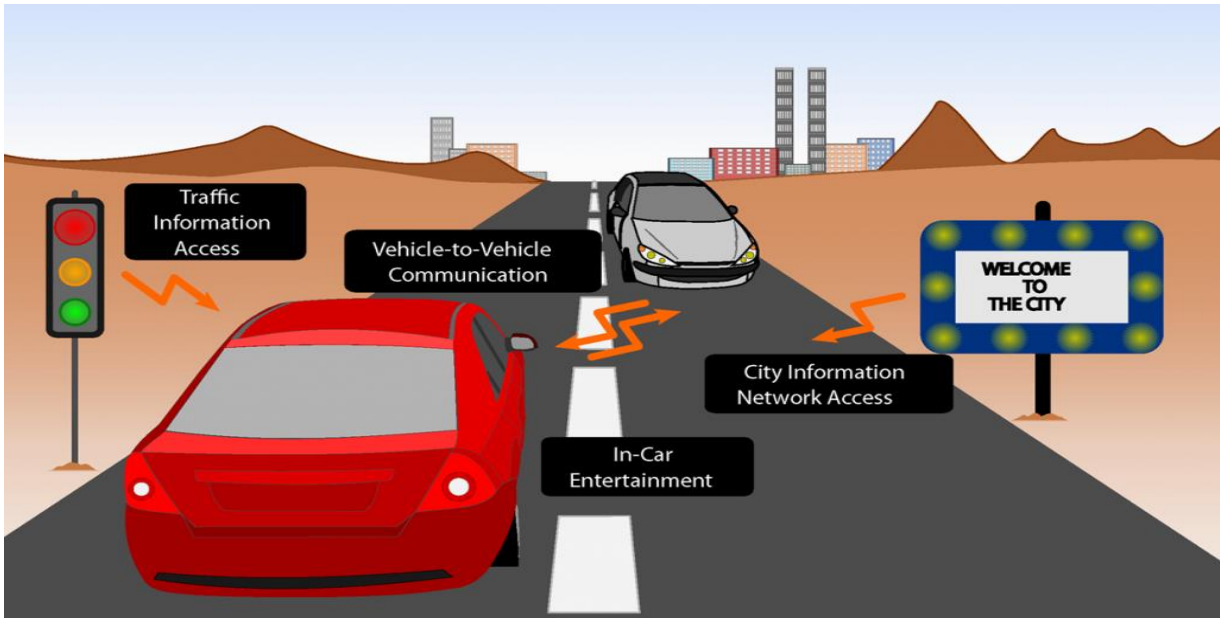 Traffic
Information
Access
Vehicle-to-Vehicle
Communication
WELCOME
TO
THE CITY
City Information
Network Access
In-Car
Entertainment